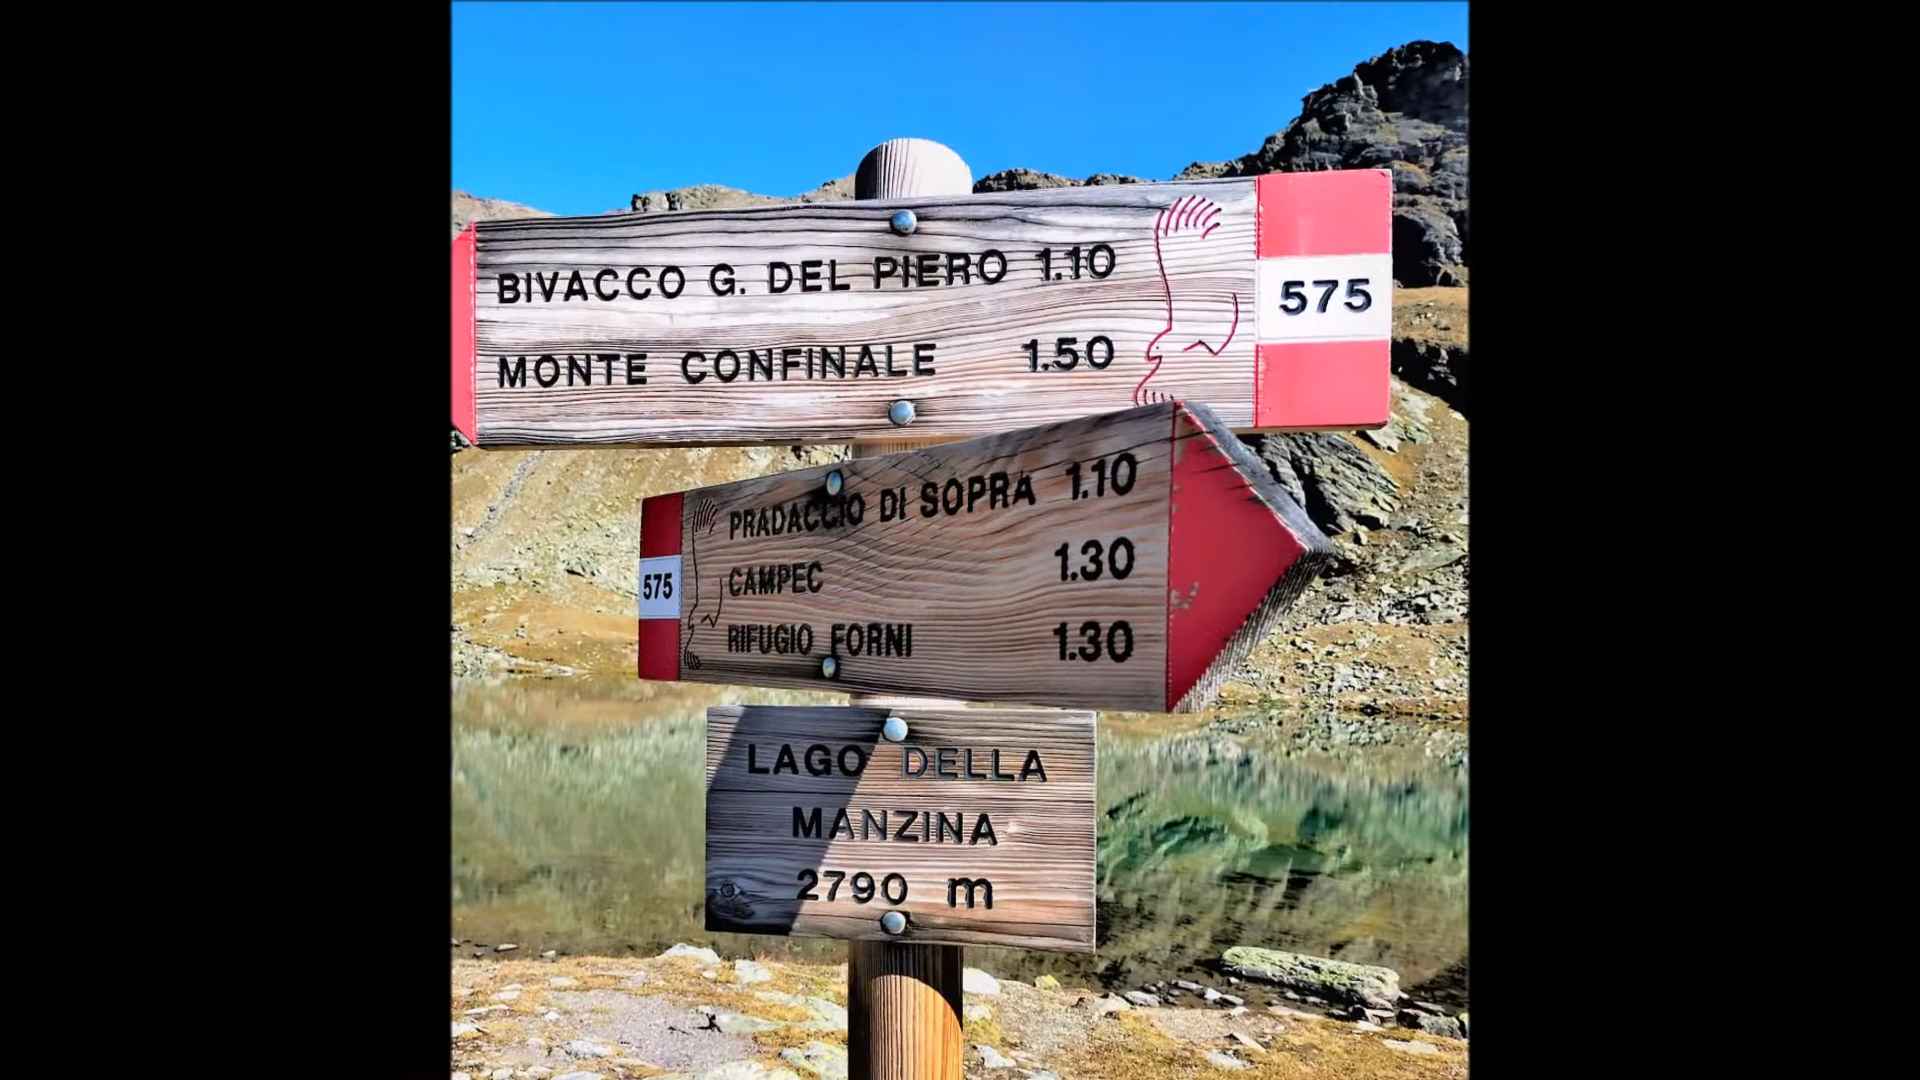 BIVACCO G. DEL PIERO 1.10
MONTE CONFINALE 1.50
575
PRADACCIO DI SOPRA 1.10
575
CAMPEC 1.30
RIFUGIO FORNI 1.30
LAGO DELLA
MANZINA
2790 m